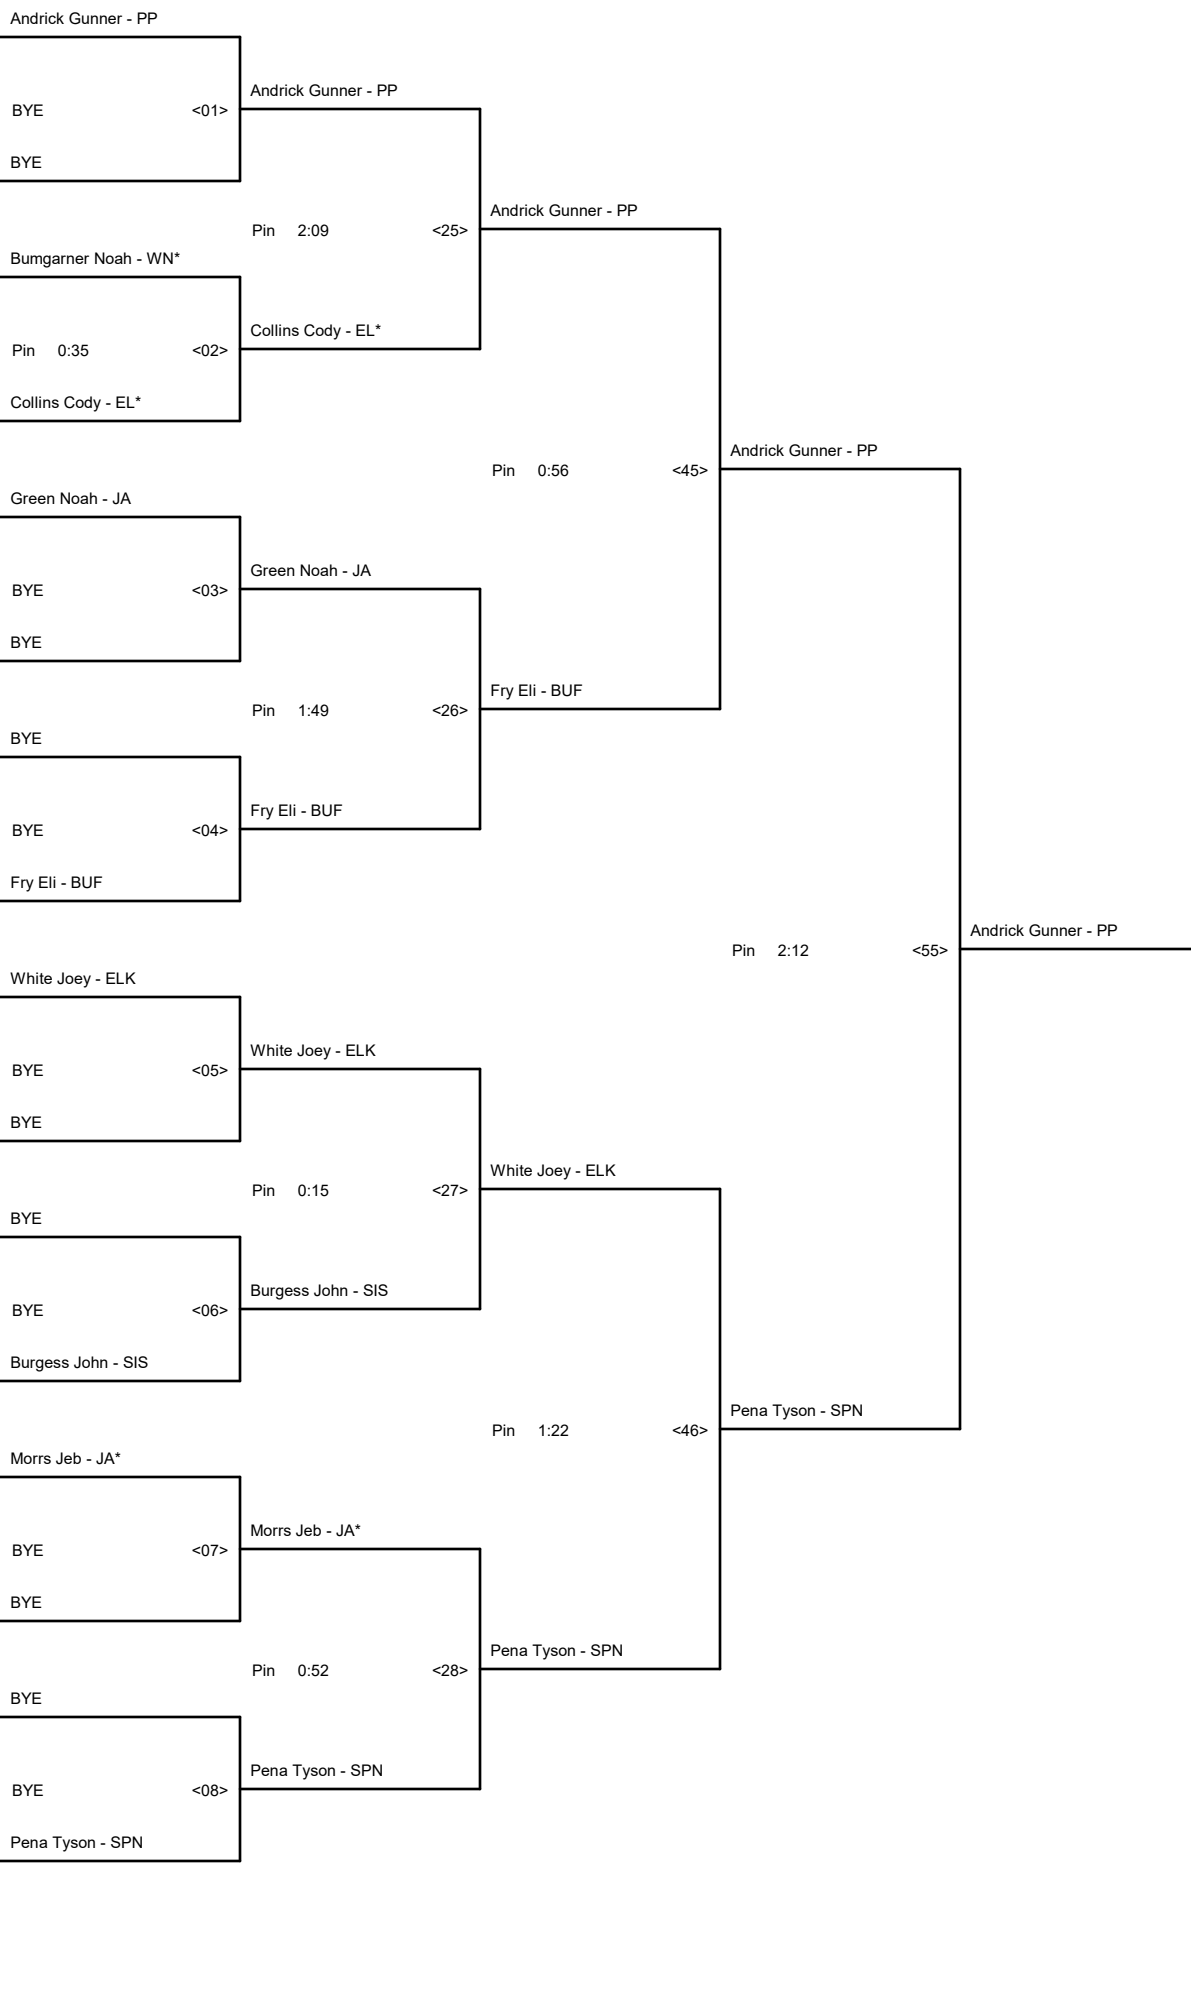 Andrick Gunner - PP
Andrick Gunner - PP
BYE <01>
BYE
Andrick Gunner - PP
Pin 2:09 <25>
Bumgarner Noah - WN*
Collins Cody - EL*
Pin 0:35 <02>
Collins Cody - EL*
Andrick Gunner - PP
Pin 0:56 <45>
Green Noah - JA
Green Noah - JA
BYE <03>
BYE
Fry Eli - BUF
Pin 1:49 <26>
BYE
Fry Eli - BUF
BYE <04>
Fry Eli - BUF
Andrick Gunner - PP
Pin 2:12 <55>
White Joey - ELK
White Joey - ELK
BYE <05>
BYE
White Joey - ELK
Pin 0:15 <27>
BYE
Burgess John - SIS
BYE <06>
Burgess John - SIS
Pena Tyson - SPN
Pin 1:22 <46>
Morrs Jeb - JA*
Morrs Jeb - JA*
BYE <07>
BYE
Pena Tyson - SPN
Pin 0:52 <28>
BYE
Pena Tyson - SPN
BYE <08>
Pena Tyson - SPN